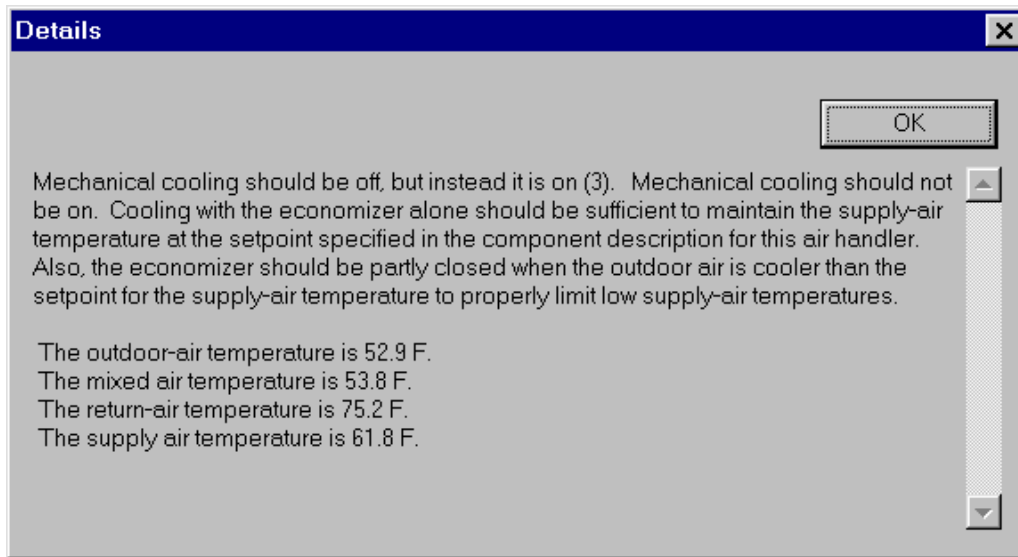 Details
OK
Mechanical cooling should be off, but instead it is on (3).  Mechanical cooling should not
be on.  Cooling with the economizer alone should be sufficient to maintain the supply-air
temperature at the setpoint specified in the component description for this air handler.
Also, the economizer should be partly closed when the outdoor air is cooler than the
setpoint for the supply-air temperature to properly limit low supply-air temperatures.
The outdoor-air temperature is 52.9 F.
The mixed air temperature is 53.8 F.
The return-air temperature is 75.2 F.
The supply air temperature is 61.8 F.